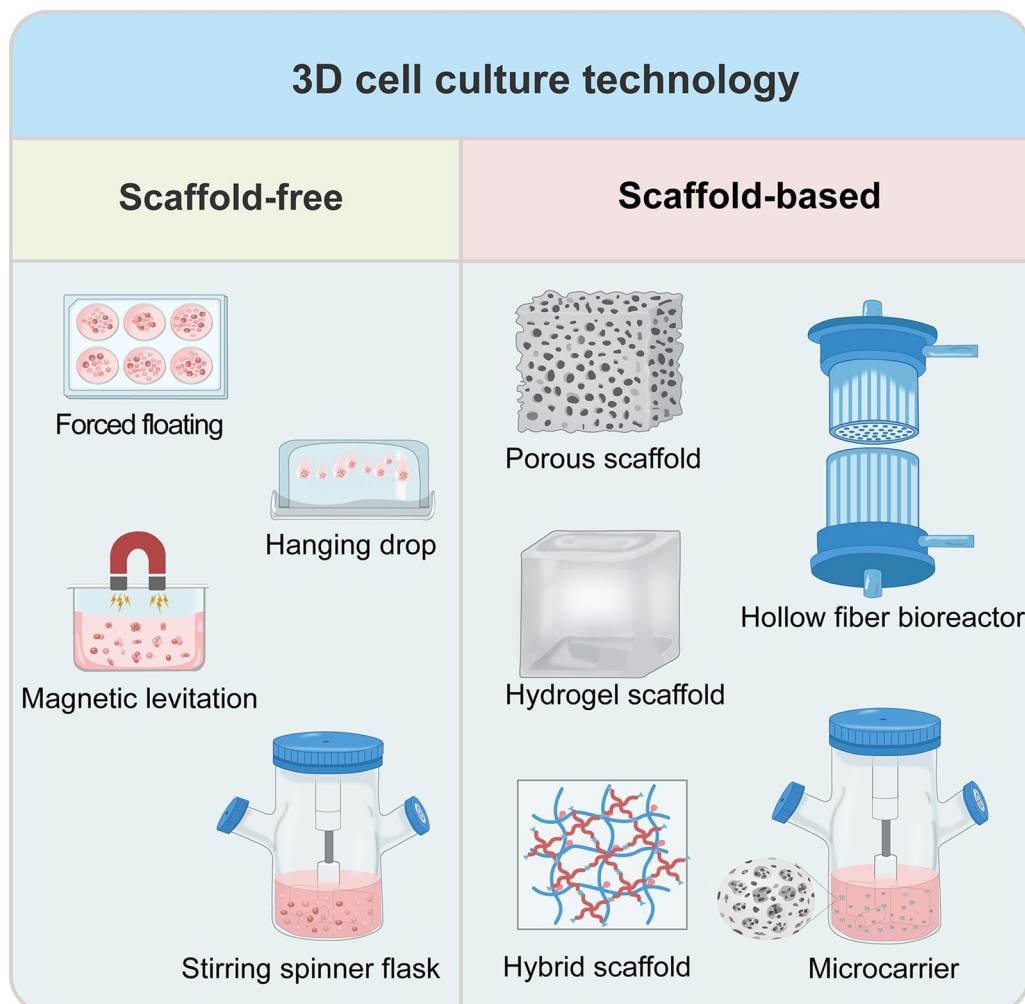 3D cell culture technology
Scaffold-free
Scaffold-based
Forced floating
Hanging drop
Magnetic levitation
Stirring spinner flask
Porous scaffold
Hollow fiber bioreactor
Hydrogel scaffold
Hybrid scaffold
Microcarrier